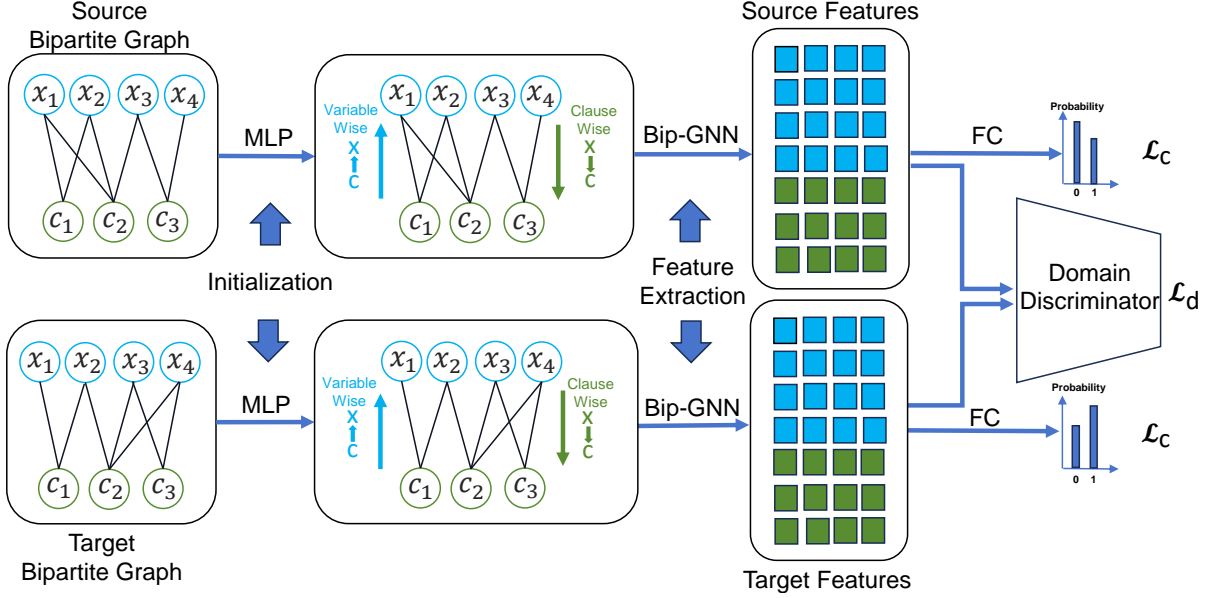 Source
Bipartite Graph
x₁ x₂ x₃ x₄
c₁ c₂ c₃
MLP
Variable
Wise
X
C
x₁ x₂ x₃ x₄
c₁ c₂ c₃
Clause
Wise
X
C
Bip-GNN
Source Features
FC
Probability
0 1
ℒc
Initialization
Feature
Extraction
Domain
Discriminator
ℒd
x₁ x₂ x₃ x₄
c₁ c₂ c₃
Target
Bipartite Graph
MLP
Variable
Wise
X
C
x₁ x₂ x₃ x₄
c₁ c₂ c₃
Clause
Wise
X
C
Bip-GNN
Target Features
FC
Probability
0 1
ℒc